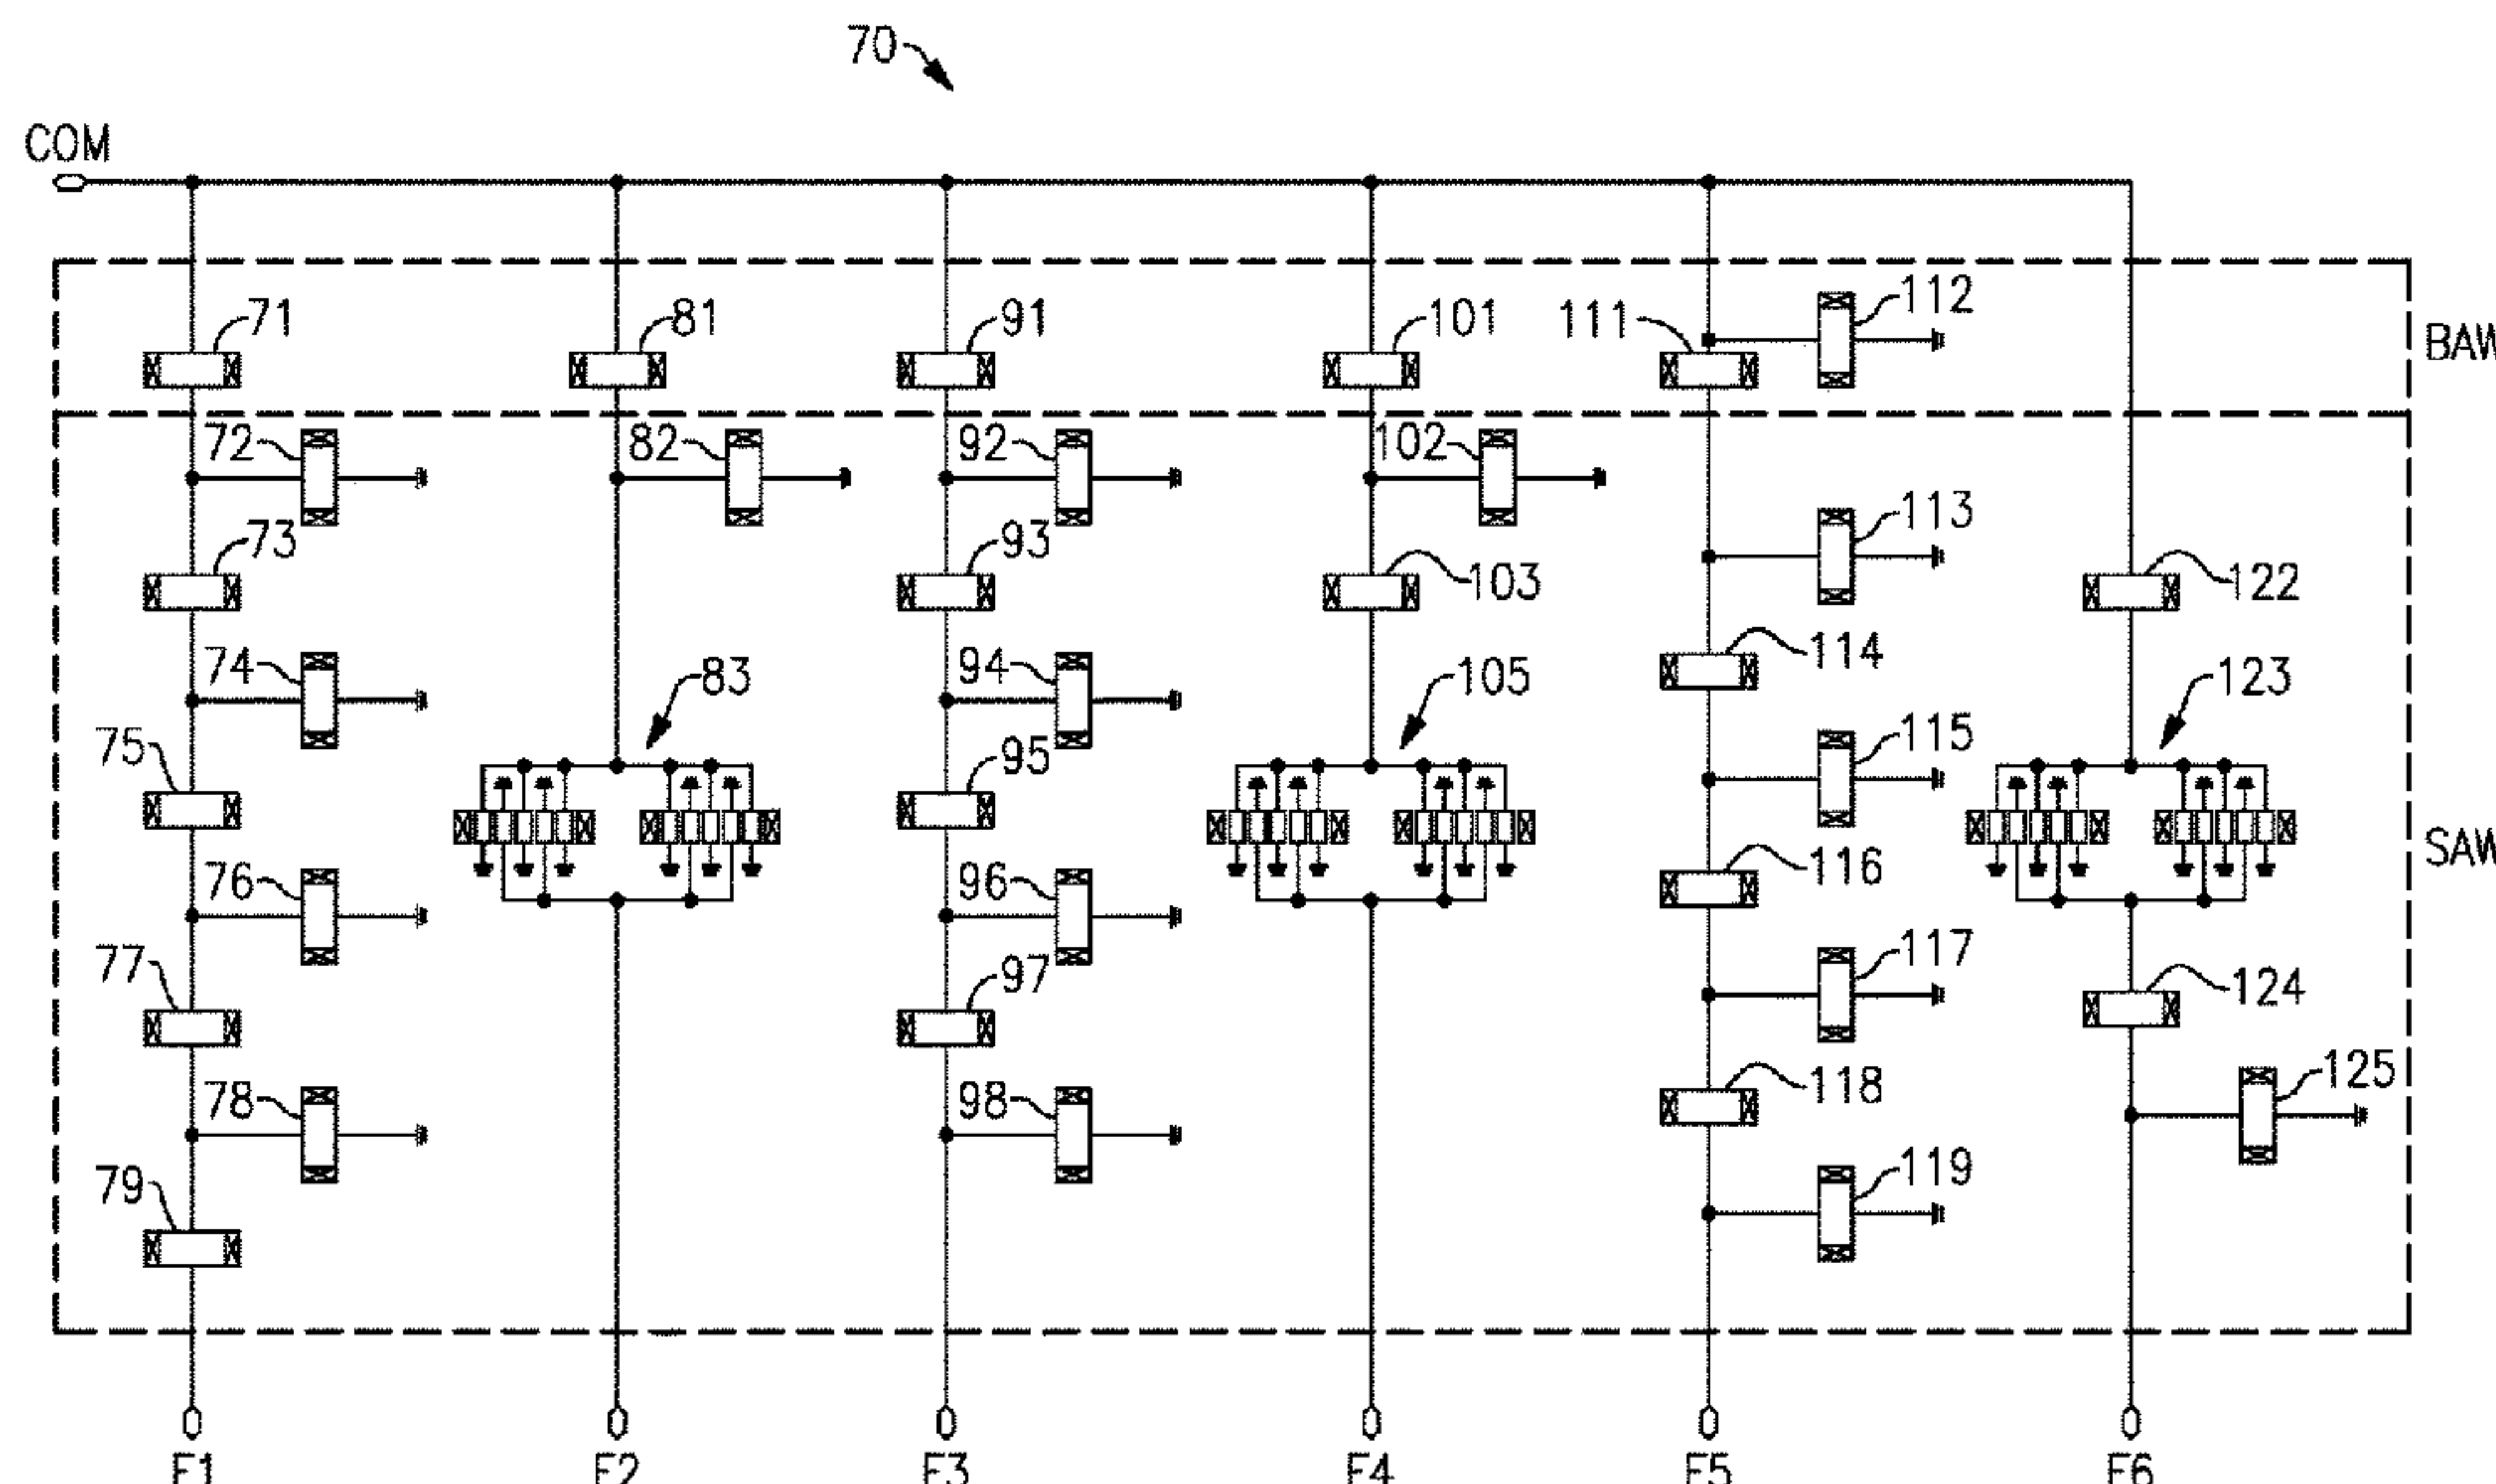 70
COM
71 81 91 101 111 112
BAW
72 82 92 102
73 93 103 113 122
74 83 94 105 114 123
75 95 115
SAW
76 96 116
77 97 117 124
78 98 118 125
79 119
F1 F2 F3 F4 F5 F6